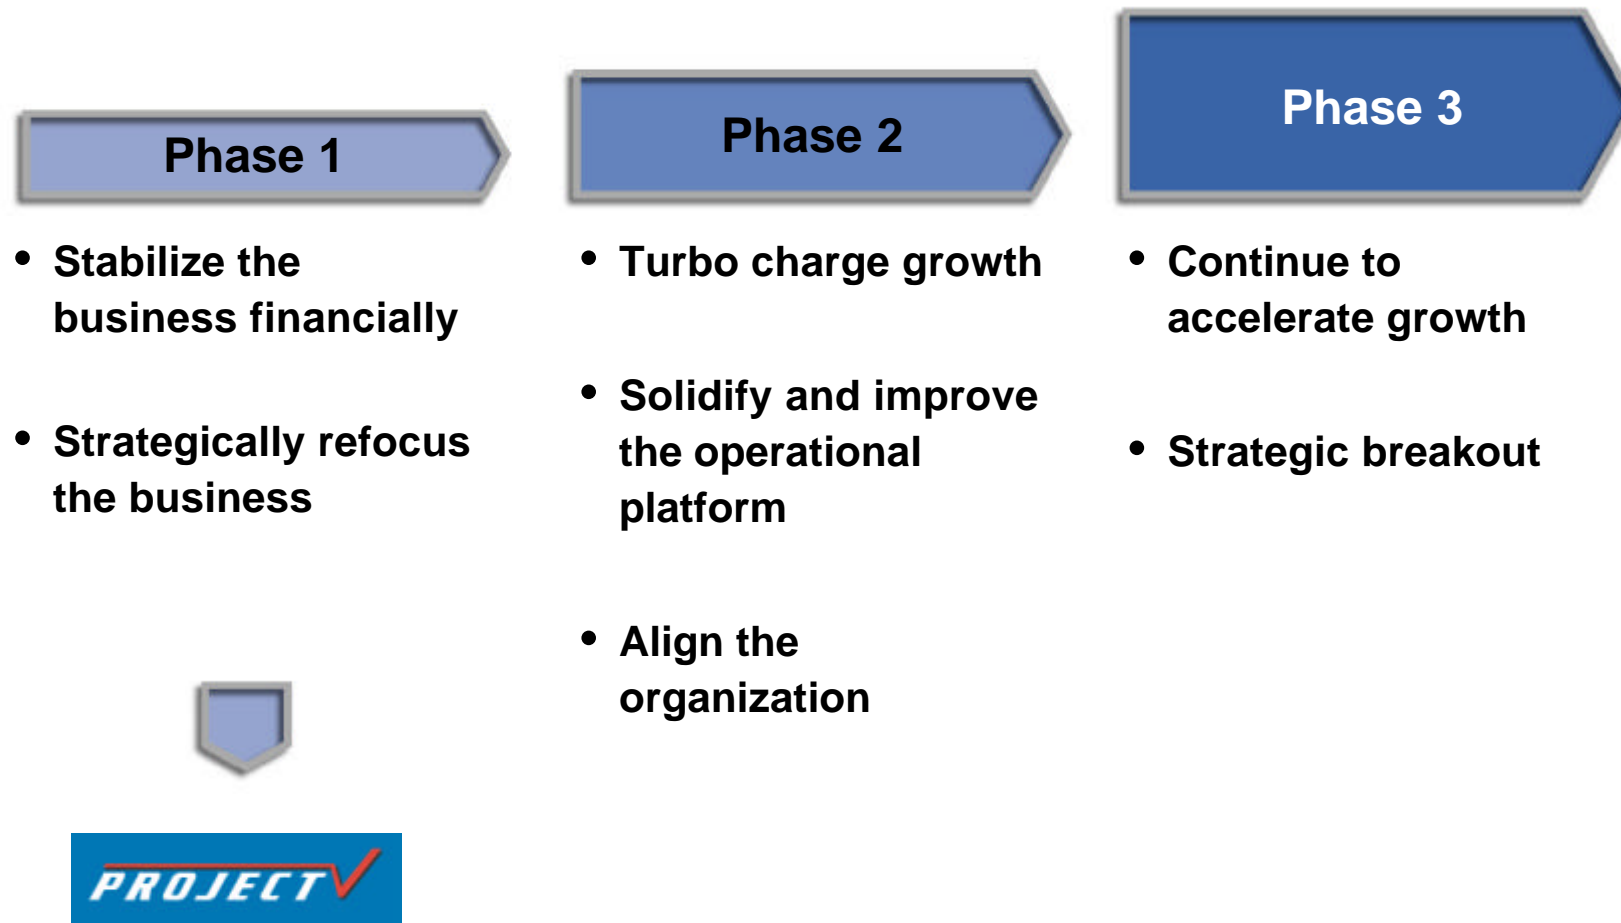 Phase 1
Phase 2
Phase 3
• Stabilize the
business financially
• Strategically refocus
the business
• Turbo charge growth
• Solidify and improve
the operational
platform
• Align the
organization
• Continue to
accelerate growth
• Strategic breakout
PROJECT V